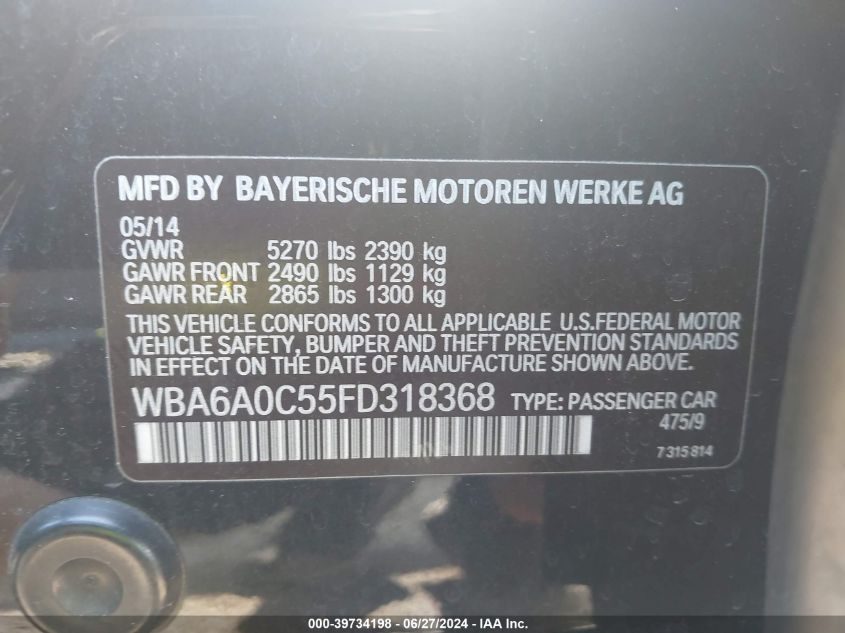 MFD BY BAYERISCHE MOTOREN WERKE AG
05/14
GVWR 5270 lbs 2390 kg
GAWR FRONT 2490 lbs 1129 kg
GAWR REAR 2865 lbs 1300 kg
THIS VEHICLE CONFORMS TO ALL APPLICABLE U.S.FEDERAL MOTOR
VEHICLE SAFETY, BUMPER AND THEFT PREVENTION STANDARDS
IN EFFECT ON THE DATE OF MANUFACTURE SHOWN ABOVE.
WBA6A0C55FD318368 TYPE: PASSENGER CAR
475/9
7 315 814
000-39734198 - 06/27/2024 - IAA Inc.